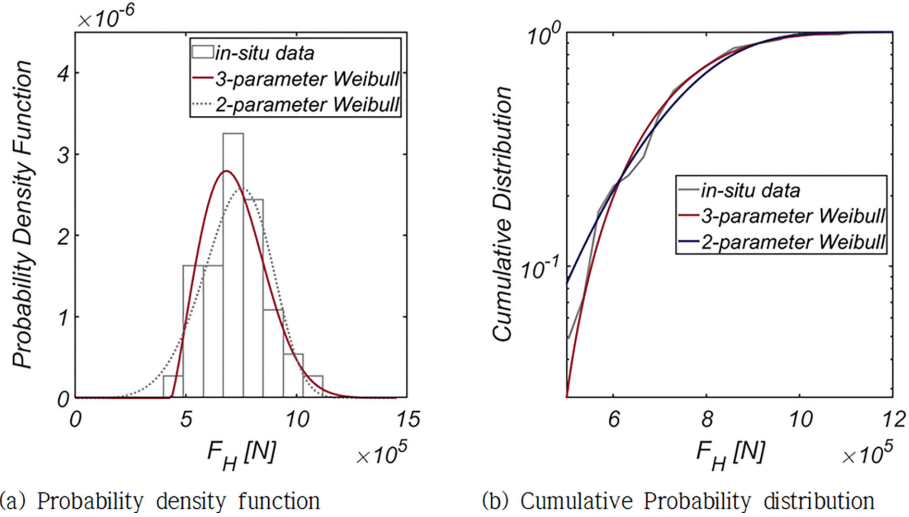 ×10⁻⁶
4
3
2
1
0
Probability Density Function
in-situ data
3-parameter Weibull
2-parameter Weibull
0 5 10 15
×10⁵
F_H [N]
(a) Probability density function
10⁰
10⁻¹
Cumulative Distribution
in-situ data
3-parameter Weibull
2-parameter Weibull
6 8 10 12
×10⁵
F_H [N]
(b) Cumulative Probability distribution